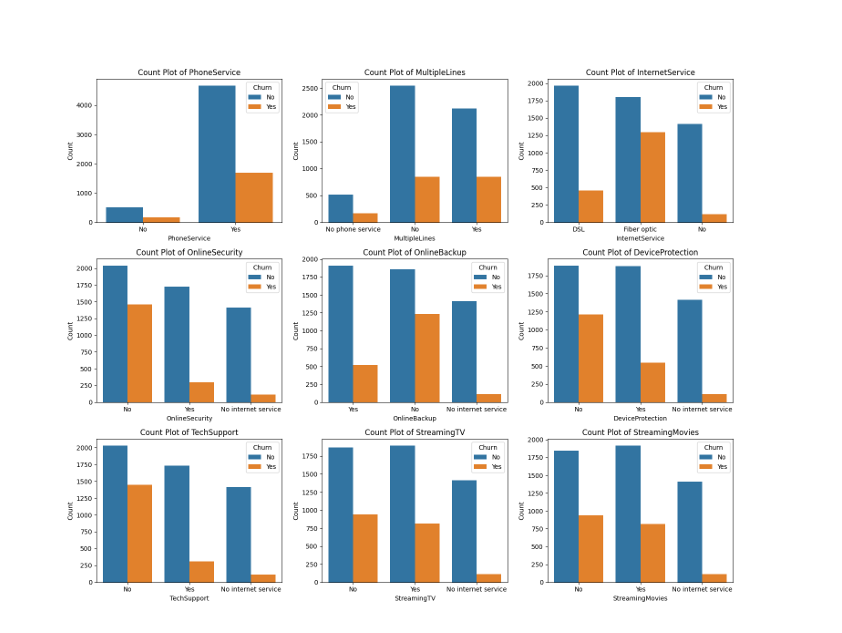 Count Plot of PhoneService
Churn
No
Yes
Count
4000
3000
2000
1000
0
No Yes
PhoneService
Count Plot of MultipleLines
Churn
No
Yes
Count
2500
2000
1500
1000
500
0
No phone service No Yes
MultipleLines
Count Plot of InternetService
Churn
No
Yes
Count
2000
1750
1500
1250
1000
750
500
250
0
DSL Fiber optic No
InternetService
Count Plot of OnlineSecurity
Churn
No
Yes
Count
2000
1750
1500
1250
1000
750
500
250
0
No Yes No internet service
OnlineSecurity
Count Plot of OnlineBackup
Churn
No
Yes
Count
2000
1750
1500
1250
1000
750
500
250
0
Yes No No internet service
OnlineBackup
Count Plot of DeviceProtection
Churn
No
Yes
Count
1750
1500
1250
1000
750
500
250
0
No Yes No internet service
DeviceProtection
Count Plot of TechSupport
Churn
No
Yes
Count
2000
1750
1500
1250
1000
750
500
250
0
No Yes No internet service
TechSupport
Count Plot of StreamingTV
Churn
No
Yes
Count
1750
1500
1250
1000
750
500
250
0
No Yes No internet service
StreamingTV
Count Plot of StreamingMovies
Churn
No
Yes
Count
2000
1750
1500
1250
1000
750
500
250
0
No Yes No internet service
StreamingMovies